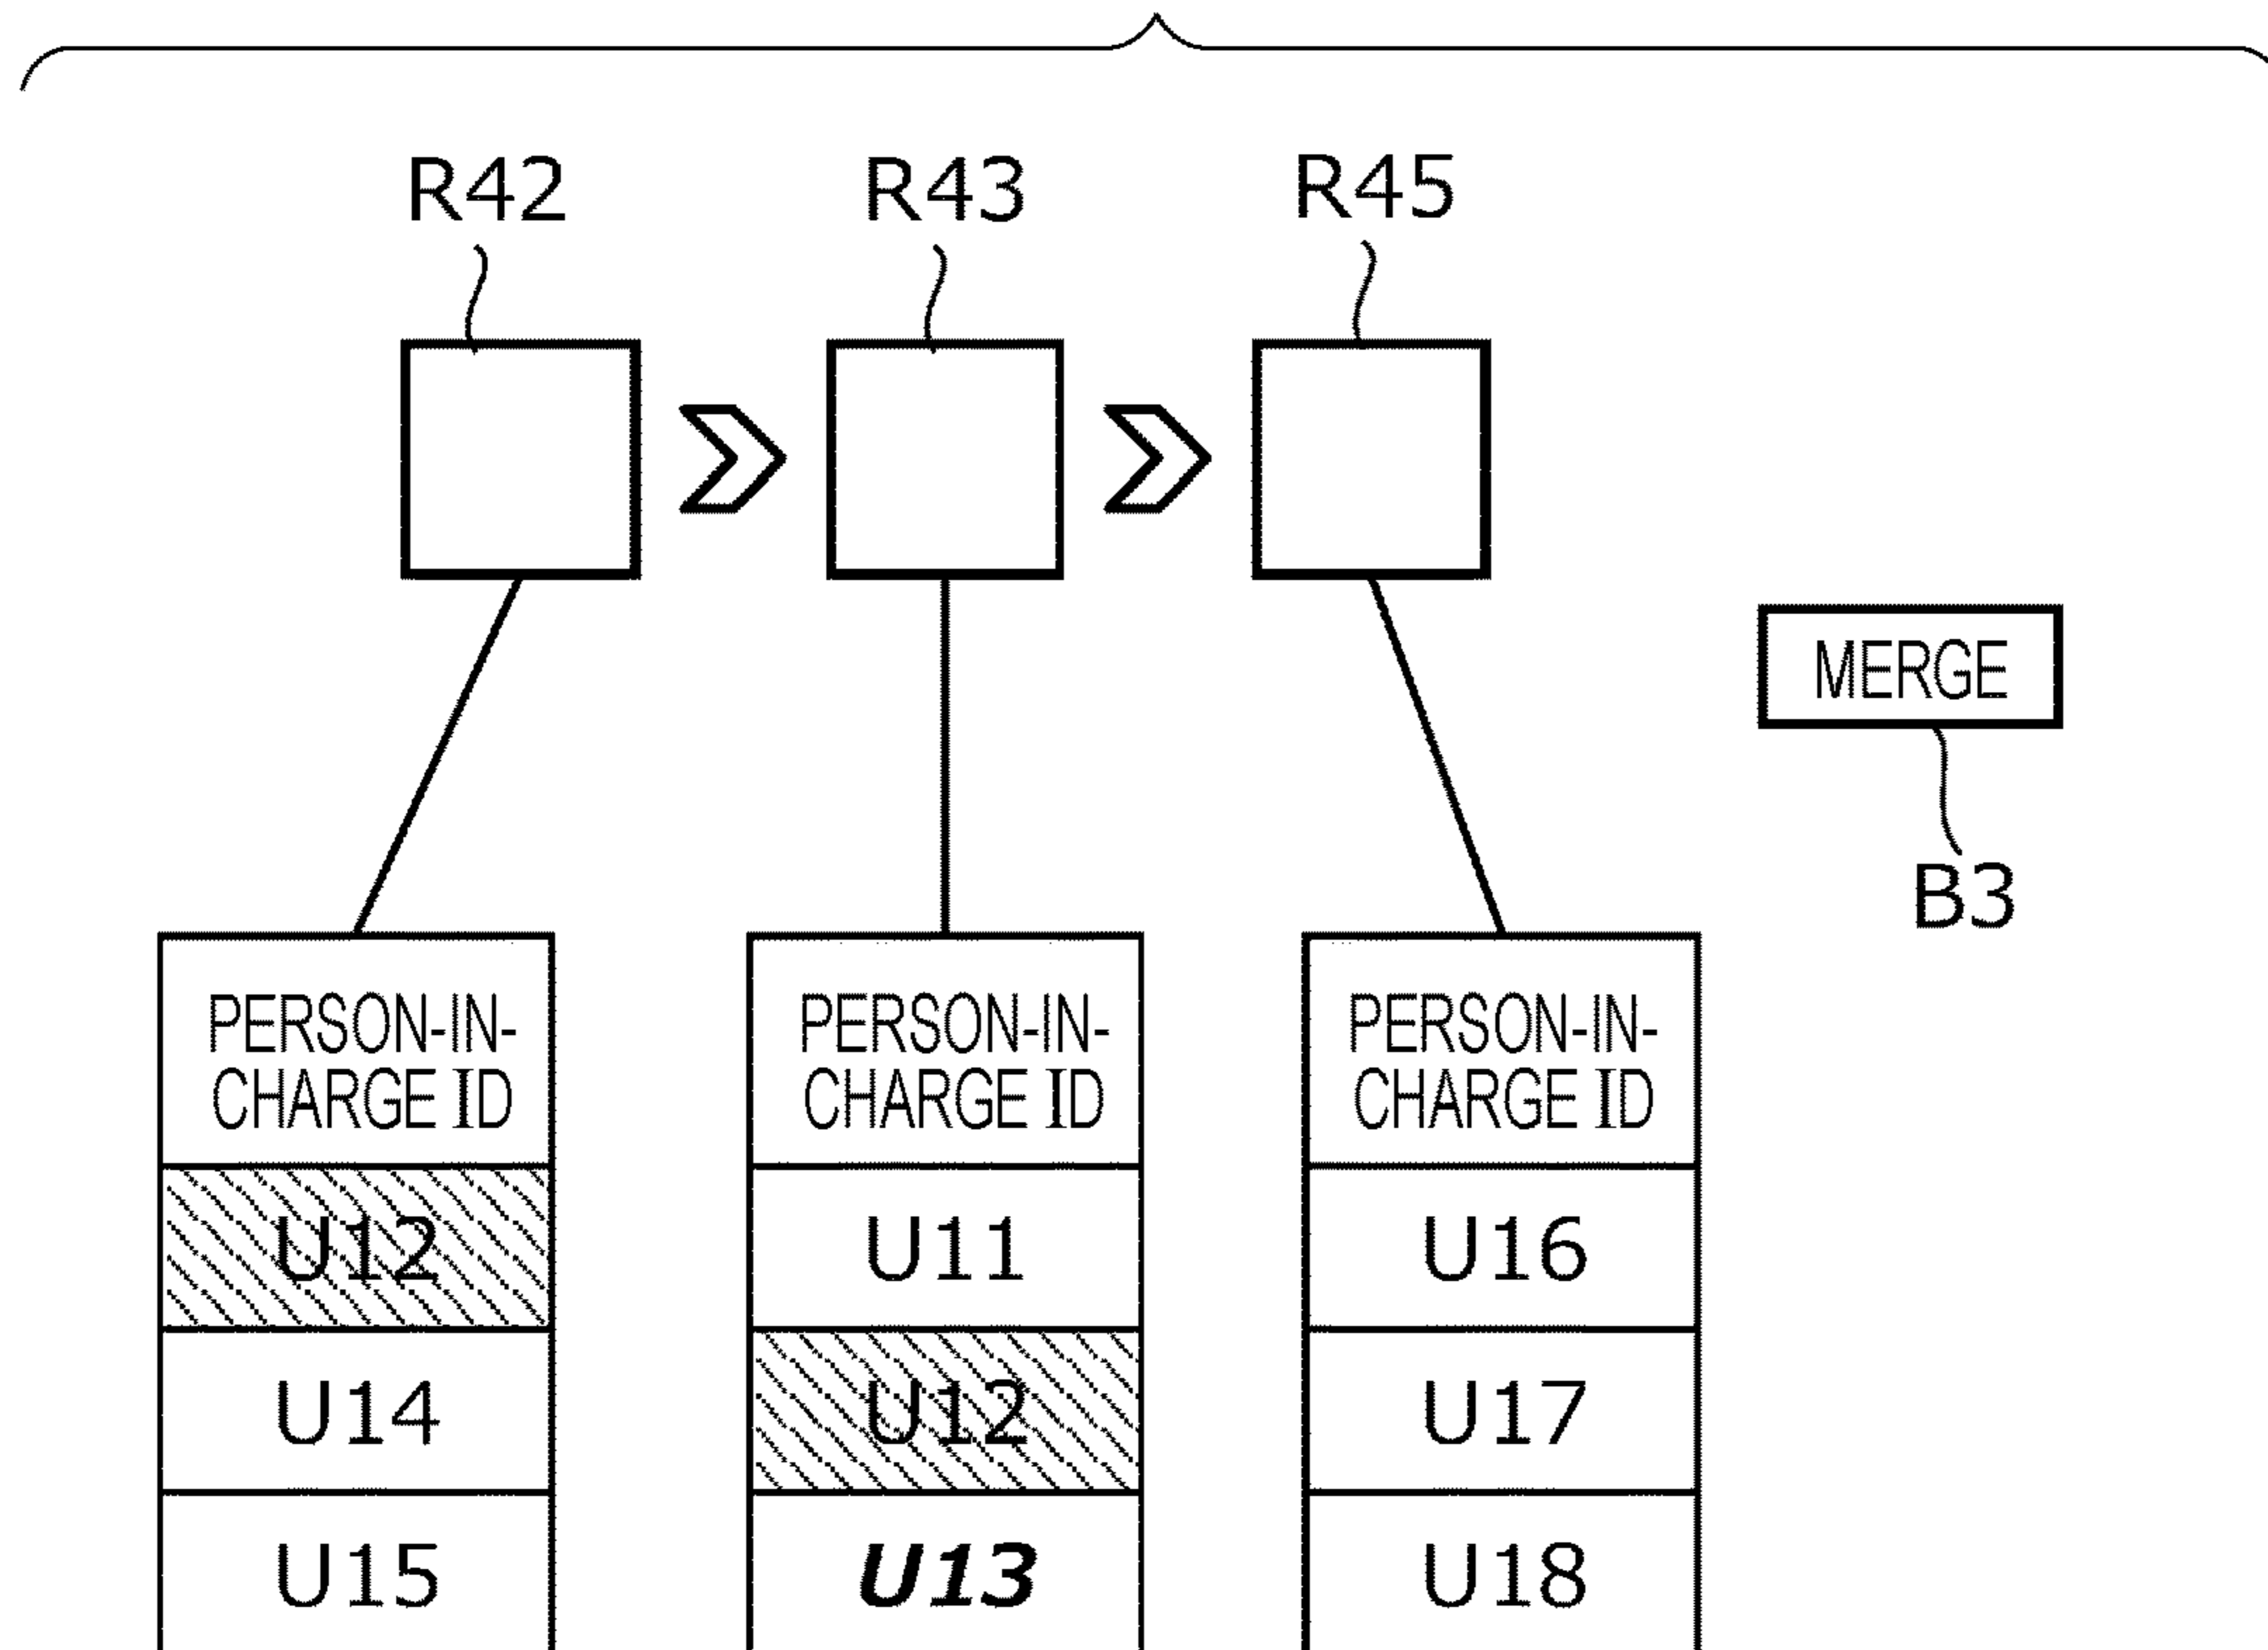 R42 R43 R45
MERGE
B3
PERSON-IN-
CHARGE ID
U12
U14
U15
PERSON-IN-
CHARGE ID
U11
U12
U13
PERSON-IN-
CHARGE ID
U16
U17
U18